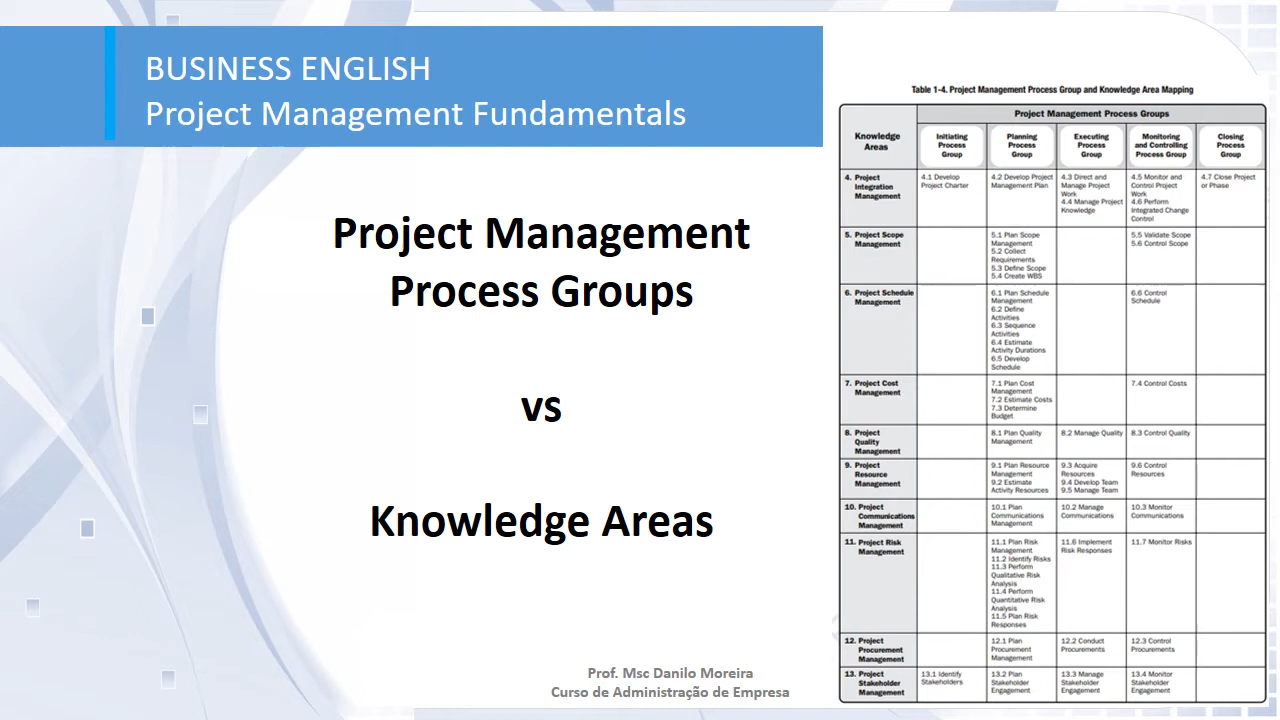 BUSINESS ENGLISH
Project Management Fundamentals
Project Management
Process Groups
vs
Knowledge Areas
Prof. Msc Danilo Moreira
Curso de Administração de Empresa
Table 1-4. Project Management Process Group and Knowledge Area Mapping
Project Management Process Groups
Knowledge
Areas
Initiating
Process
Group
Planning
Process
Group
Executing
Process
Group
Monitoring
and Controlling
Process Group
Closing
Process
Group
4. Project
Integration
Management
4.1 Develop
Project Charter
4.2 Develop Project
Management Plan
4.3 Direct and
Manage Project
Work
4.4 Manage Project
Knowledge
4.5 Monitor and
Control Project
Work
4.6 Perform
Integrated Change
Control
4.7 Close Project
or Phase
5. Project Scope
Management
5.1 Plan Scope
Management
5.2 Collect
Requirements
5.3 Define Scope
5.4 Create WBS
5.5 Validate Scope
5.6 Control Scope
6. Project Schedule
Management
6.1 Plan Schedule
Management
6.2 Define
Activities
6.3 Sequence
Activities
6.4 Estimate
Activity Durations
6.5 Develop
Schedule
6.6 Control
Schedule
7. Project Cost
Management
7.1 Plan Cost
Management
7.2 Estimate Costs
7.3 Determine
Budget
7.4 Control Costs
8. Project
Quality
Management
8.1 Plan Quality
Management
8.2 Manage Quality
8.3 Control Quality
9. Project
Resource
Management
9.1 Plan Resource
Management
9.2 Estimate
Activity Resources
9.3 Acquire
Resources
9.4 Develop Team
9.5 Manage Team
9.6 Control
Resources
10. Project
Communications
Management
10.1 Plan
Communications
Management
10.2 Manage
Communications
10.3 Monitor
Communications
11. Project Risk
Management
11.1 Plan Risk
Management
11.2 Identify Risks
11.3 Perform
Qualitative Risk
Analysis
11.4 Perform
Quantitative Risk
Analysis
11.5 Plan Risk
Responses
11.6 Implement
Risk Responses
11.7 Monitor Risks
12. Project
Procurement
Management
12.1 Plan
Procurement
Management
12.2 Conduct
Procurements
12.3 Control
Procurements
13. Project
Stakeholder
Management
13.1 Identify
Stakeholders
13.2 Plan
Stakeholder
Engagement
13.3 Manage
Stakeholder
Engagement
13.4 Monitor
Stakeholder
Engagement